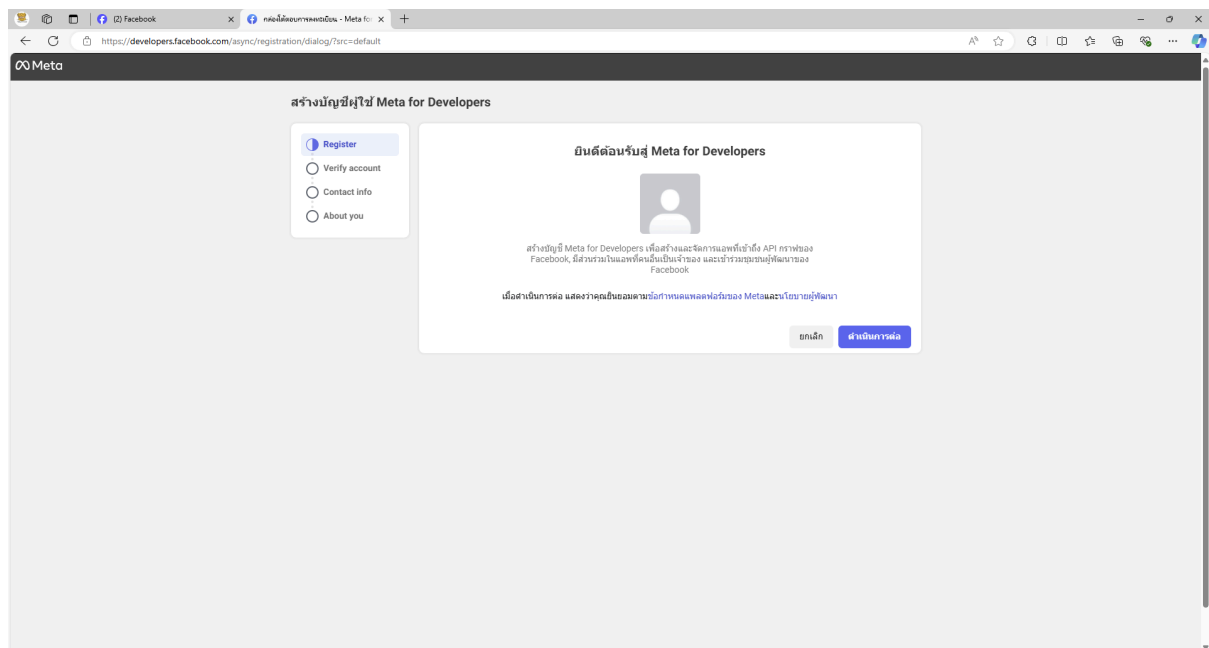 (2) Facebook
กล่องโต้ตอบการลงทะเบียน - Meta for
https://developers.facebook.com/async/registration/dialog/?src=default
Meta
สร้างบัญชีผู้ใช้ Meta for Developers
Register
Verify account
Contact info
About you
ยินดีต้อนรับสู่ Meta for Developers
สร้างบัญชี Meta for Developers เพื่อสร้างและจัดการแอพที่เข้าถึง API กราฟของ
Facebook, มีส่วนร่วมในแอพที่คนอื่นเป็นเจ้าของ และเข้าร่วมชุมชนผู้พัฒนาของ
Facebook
เมื่อดำเนินการต่อ แสดงว่าคุณยินยอมตามข้อกำหนดแพลตฟอร์มของ Metaและนโยบายผู้พัฒนา
ยกเลิก
ดำเนินการต่อ